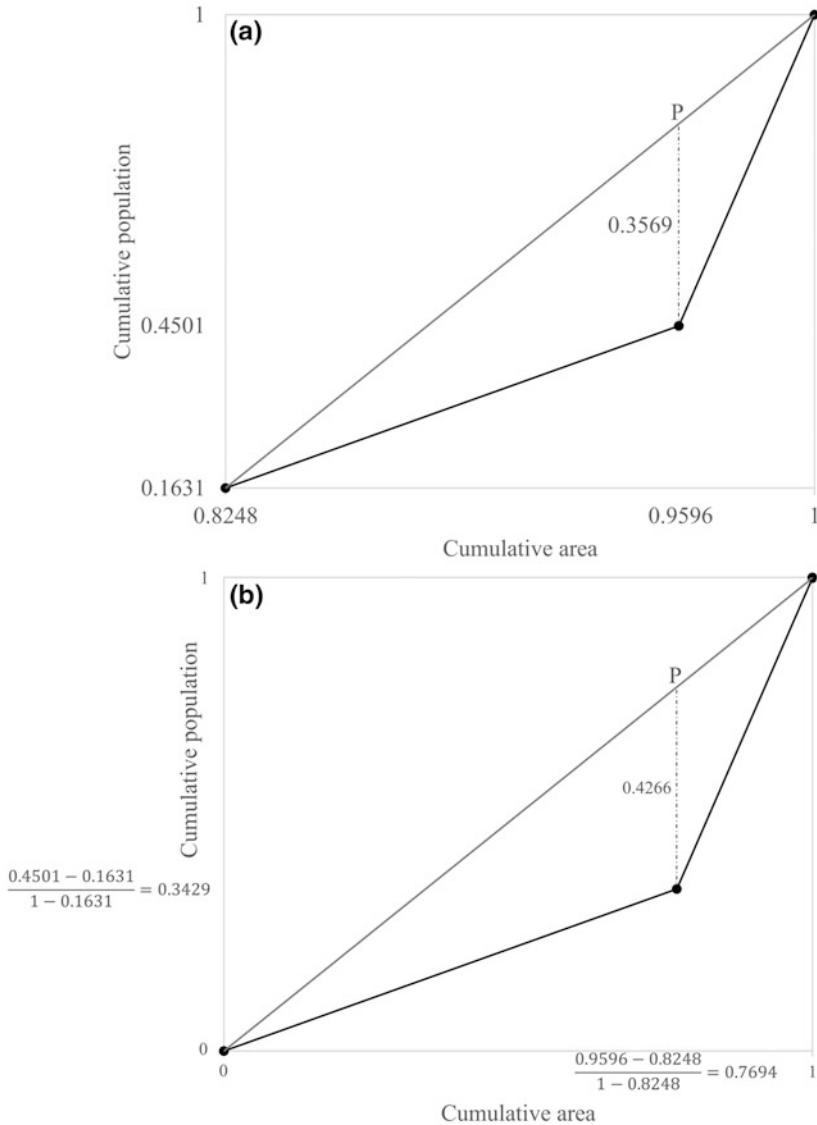 1
(a)
P
Cumulative population
0.3569
0.4501
0.1631
0.8248
0.9596
1
Cumulative area
1
(b)
P
Cumulative population
0.4266
0.4501 − 0.1631
1 − 0.1631
= 0.3429
0
0
0.9596 − 0.8248
1 − 0.8248
= 0.7694
1
Cumulative area